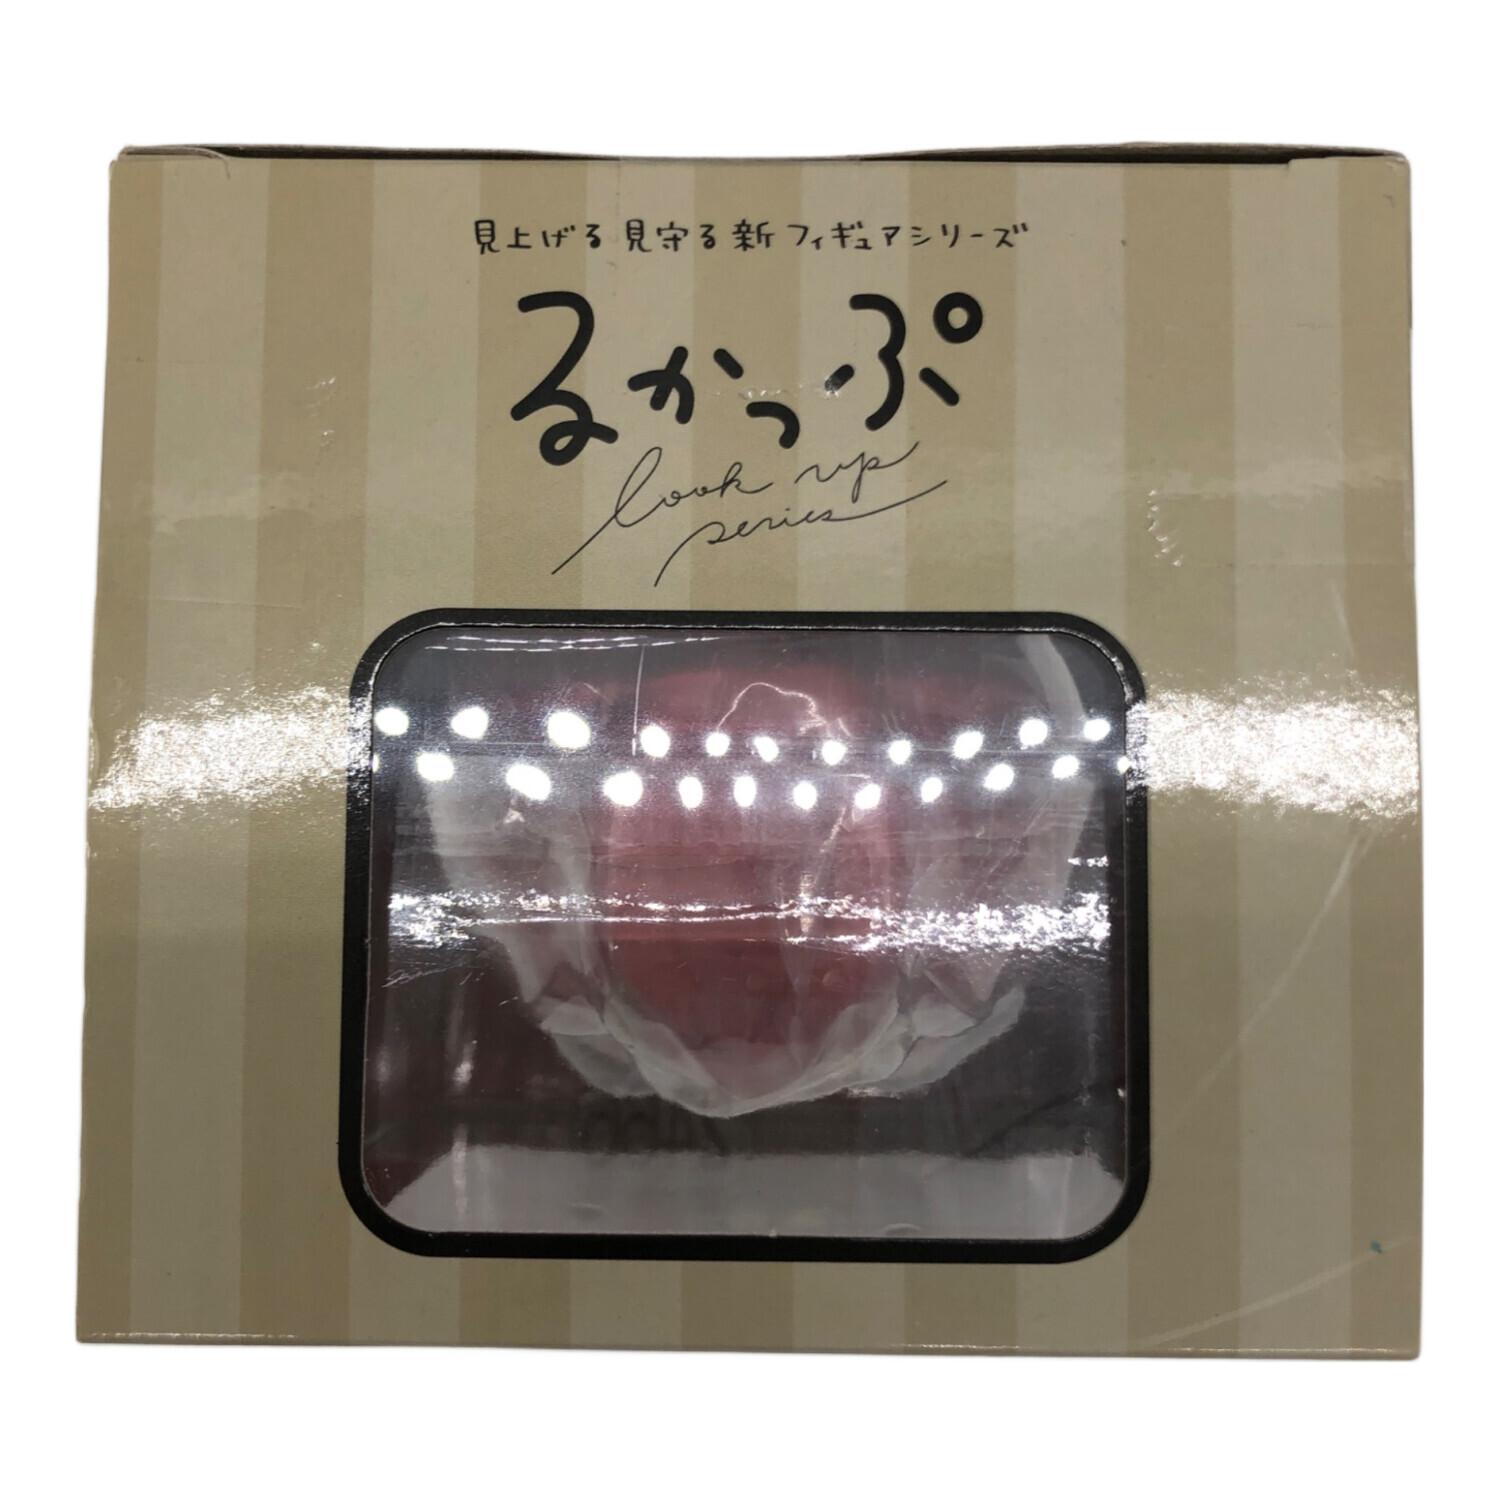 見上げる 見守る 新フィギュアシリーズ
るかっぷ
look up
series